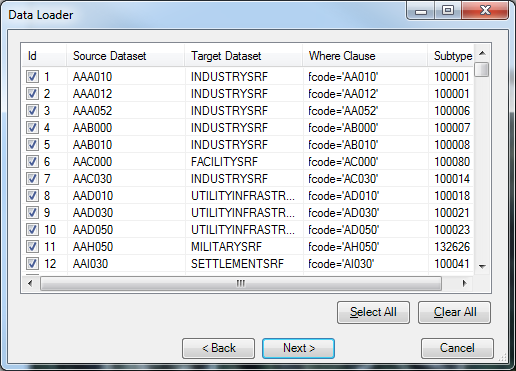 Data Loader
Id Source Dataset Target Dataset Where Clause Subtype
1 AAA010 INDUSTRYSRF fcode='AA010' 100001
2 AAA012 INDUSTRYSRF fcode='AA012' 100001
3 AAA052 INDUSTRYSRF fcode='AA052' 100006
4 AAB000 INDUSTRYSRF fcode='AB000' 100007
5 AAB010 INDUSTRYSRF fcode='AB010' 100008
6 AAC000 FACILITYSRF fcode='AC000' 100080
7 AAC030 INDUSTRYSRF fcode='AC030' 100014
8 AAD010 UTILITYINFRASTR... fcode='AD010' 100018
9 AAD030 UTILITYINFRASTR... fcode='AD030' 100021
10 AAD050 UTILITYINFRASTR... fcode='AD050' 100023
11 AAH050 MILITARYSRF fcode='AH050' 132626
12 AAI030 SETTLEMENTSRF fcode='AI030' 100041
Select All Clear All
< Back Next > Cancel